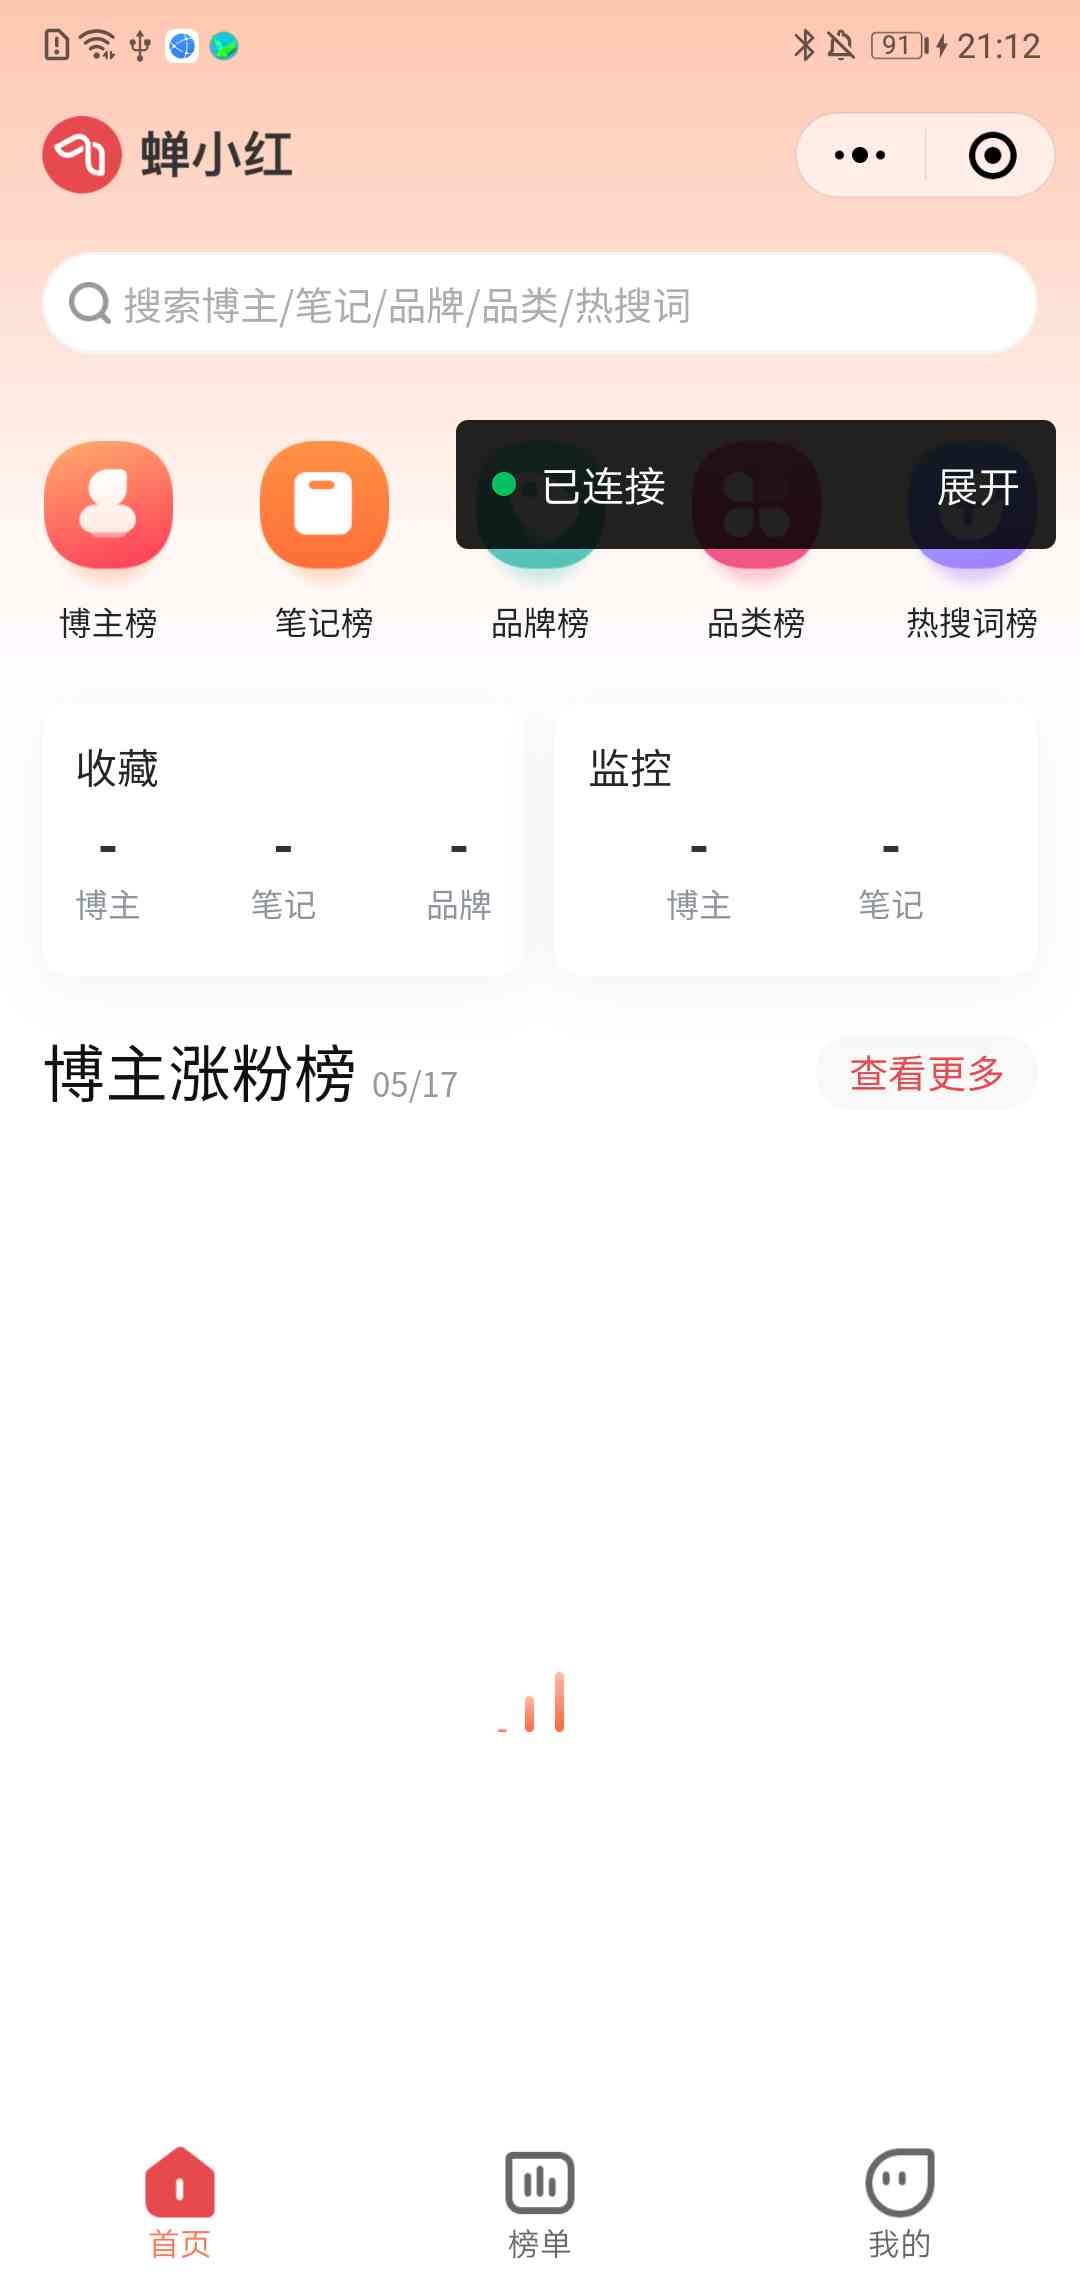 91 21:12
蝉小红
搜索博主/笔记/品牌/品类/热搜词
已连接 展开
博主榜 笔记榜 品牌榜 品类榜 热搜词榜
收藏 监控
- - - - -
博主 笔记 品牌 博主 笔记
博主涨粉榜 05/17 查看更多
首页 榜单 我的